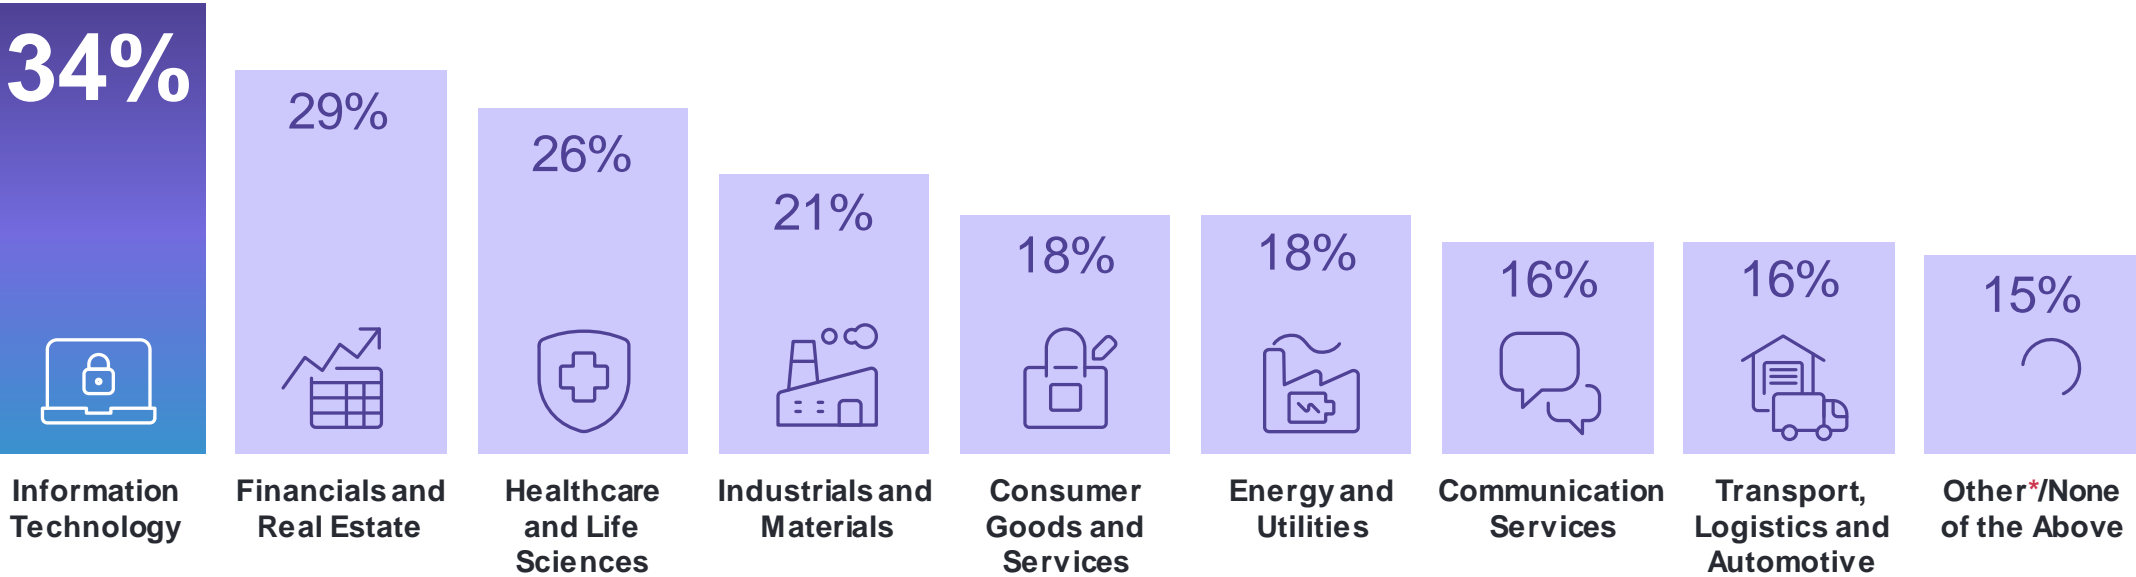 34%
29%
26%
21%
18%
18%
16%
16%
15%
Information
Technology
Financials and
Real Estate
Healthcare
and Life
Sciences
Industrials and
Materials
Consumer
Goods and
Services
Energy and
Utilities
Communication
Services
Transport,
Logistics and
Automotive
Other*/None
of the Above